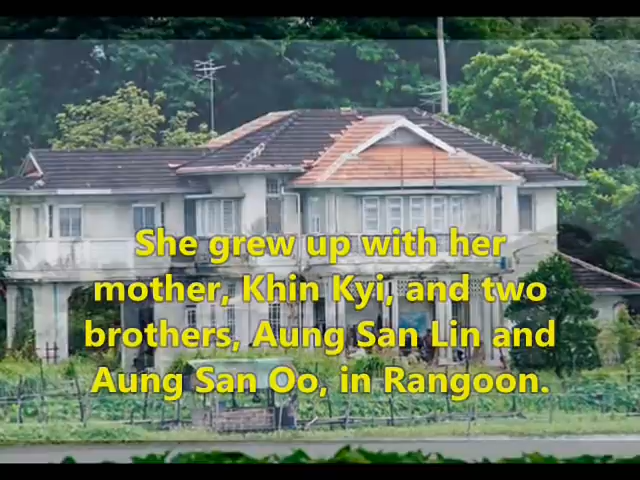 She grew up with her
mother, Khin Kyi, and two
brothers, Aung San Lin and
Aung San Oo, in Rangoon.